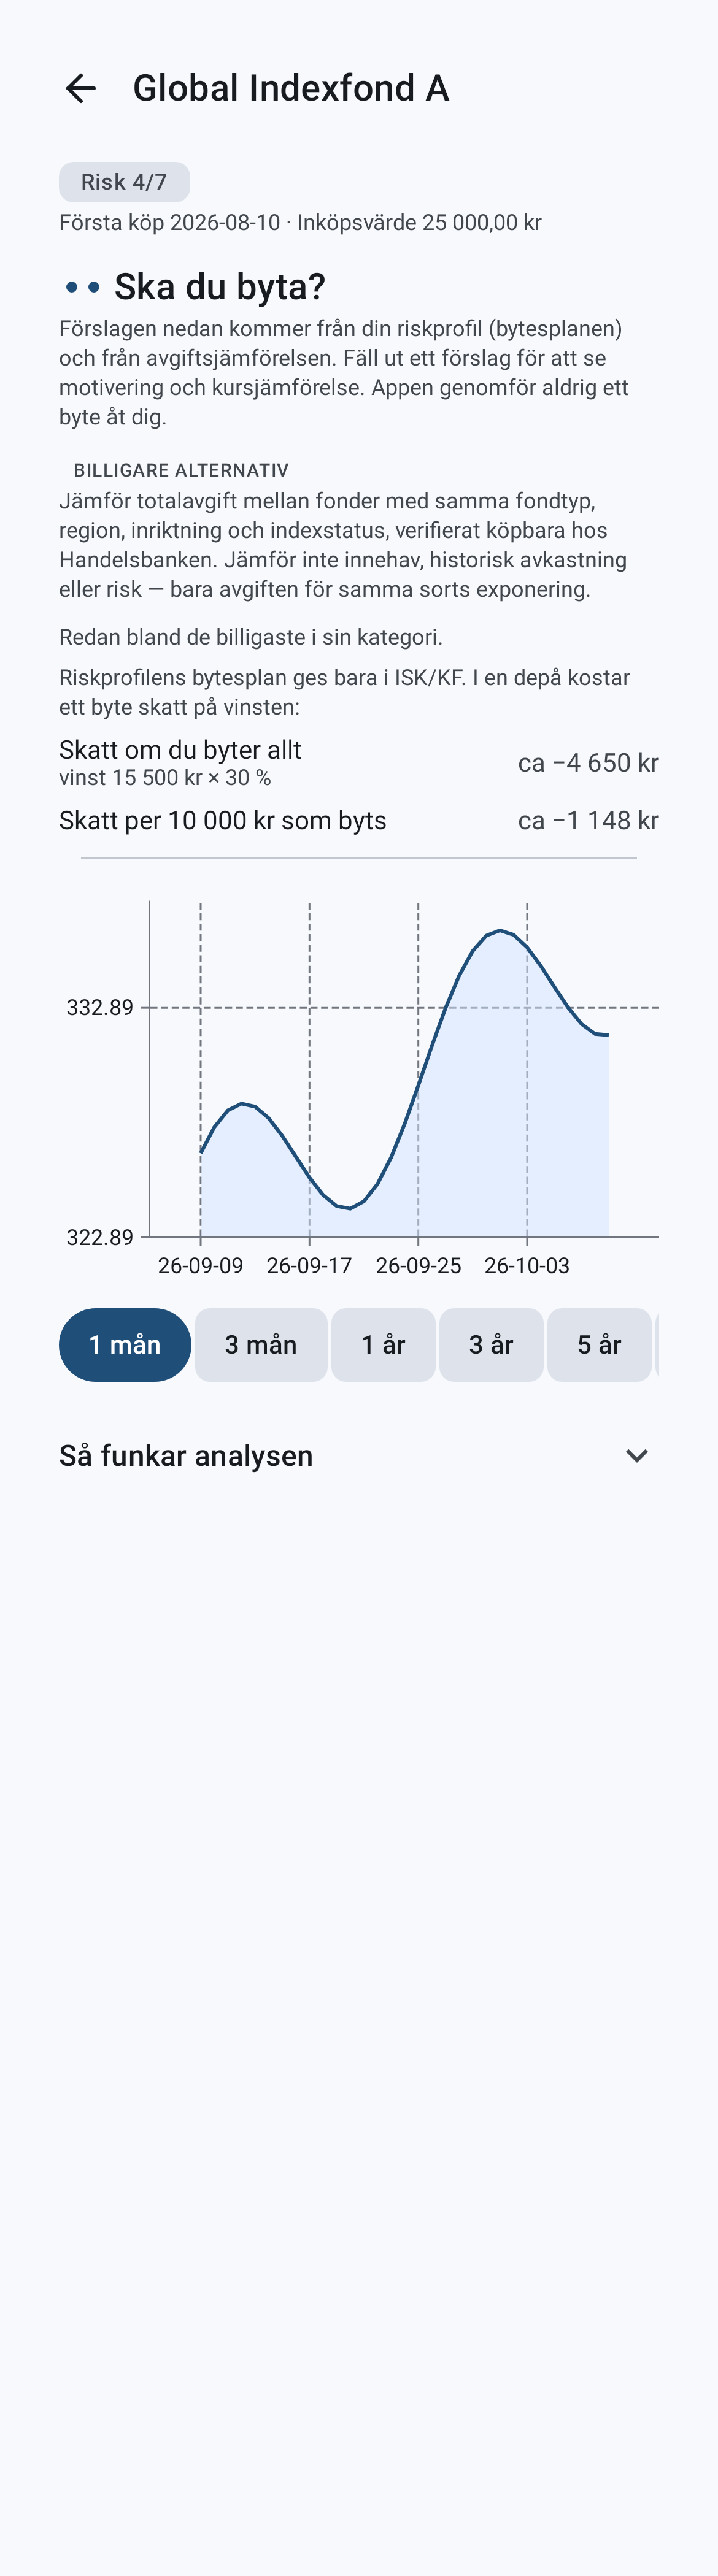 Global Indexfond A
Risk 4/7
Första köp 2026-08-10 · Inköpsvärde 25 000,00 kr
Ska du byta?
Förslagen nedan kommer från din riskprofil (bytesplanen)
och från avgiftsjämförelsen. Fäll ut ett förslag för att se
motivering och kursjämförelse. Appen genomför aldrig ett
byte åt dig.
BILLIGARE ALTERNATIV
Jämför totalavgift mellan fonder med samma fondtyp,
region, inriktning och indexstatus, verifierat köpbara hos
Handelsbanken. Jämför inte innehav, historisk avkastning
eller risk — bara avgiften för samma sorts exponering.
Redan bland de billigaste i sin kategori.
Riskprofilens bytesplan ges bara i ISK/KF. I en depå kostar
ett byte skatt på vinsten:
Skatt om du byter allt
vinst 15 500 kr × 30 %
ca −4 650 kr
Skatt per 10 000 kr som byts
ca −1 148 kr
332.89
322.89
26-09-09 26-09-17 26-09-25 26-10-03
1 mån 3 mån 1 år 3 år 5 år
Så funkar analysen